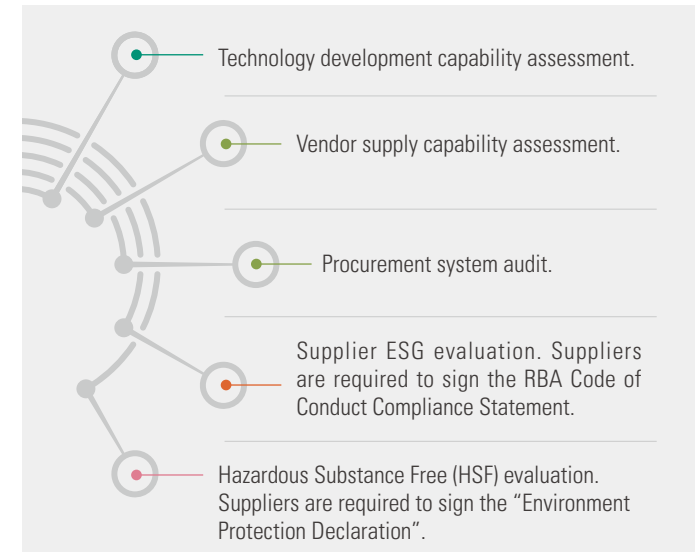 Technology development capability assessment.
Vendor supply capability assessment.
Procurement system audit.
Supplier ESG evaluation. Suppliers
are required to sign the RBA Code of
Conduct Compliance Statement.
Hazardous Substance Free (HSF) evaluation.
Suppliers are required to sign the “Environment
Protection Declaration”.